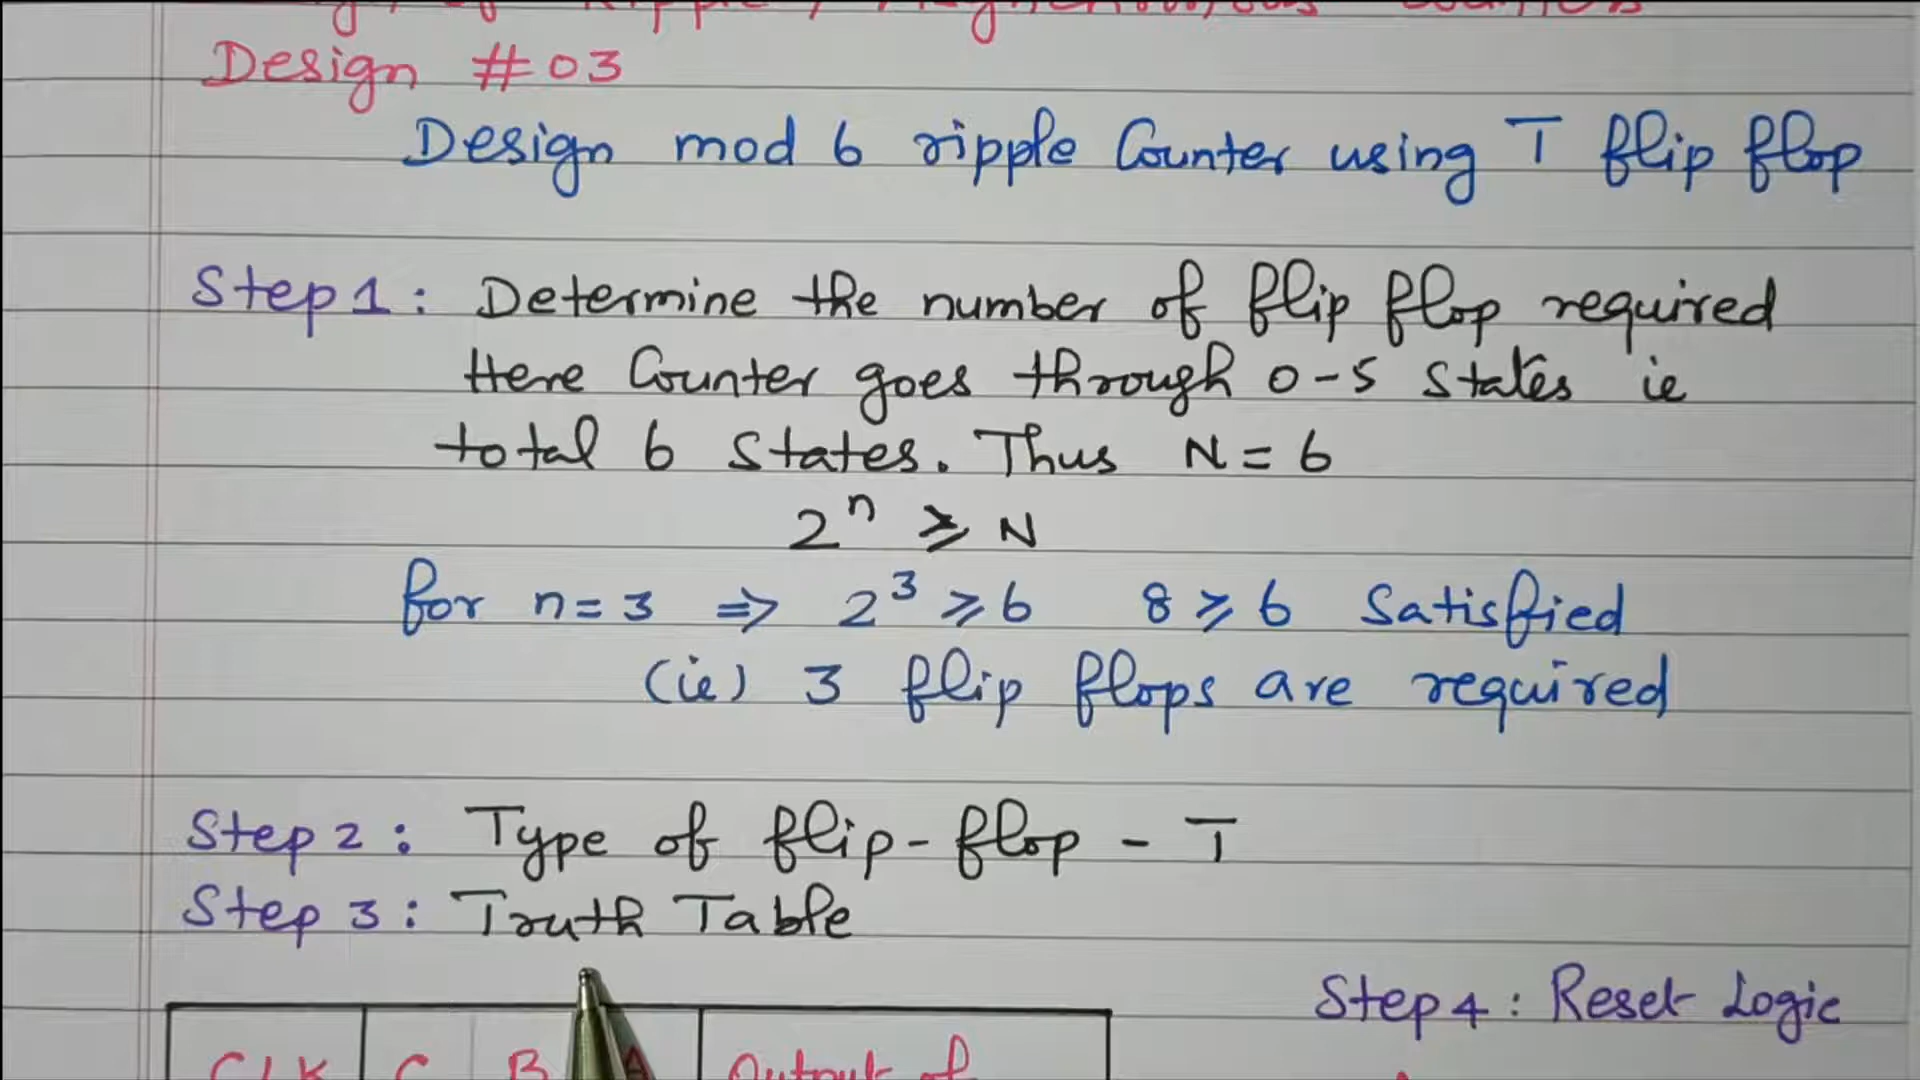 Design #03
Design mod 6 ripple Counter using T flip flop
Step 1: Determine the number of flip flop required
Here Counter goes through 0-5 States ie
total 6 States. Thus N = 6
2ⁿ ≥ N
for n = 3 ⇒ 2³ ≥ 6 8 ≥ 6 Satisfied
(ie) 3 flip flops are required
Step 2: Type of flip-flop - T
Step 3: Truth Table
Step 4: Reset Logic
CLK C B A Output of